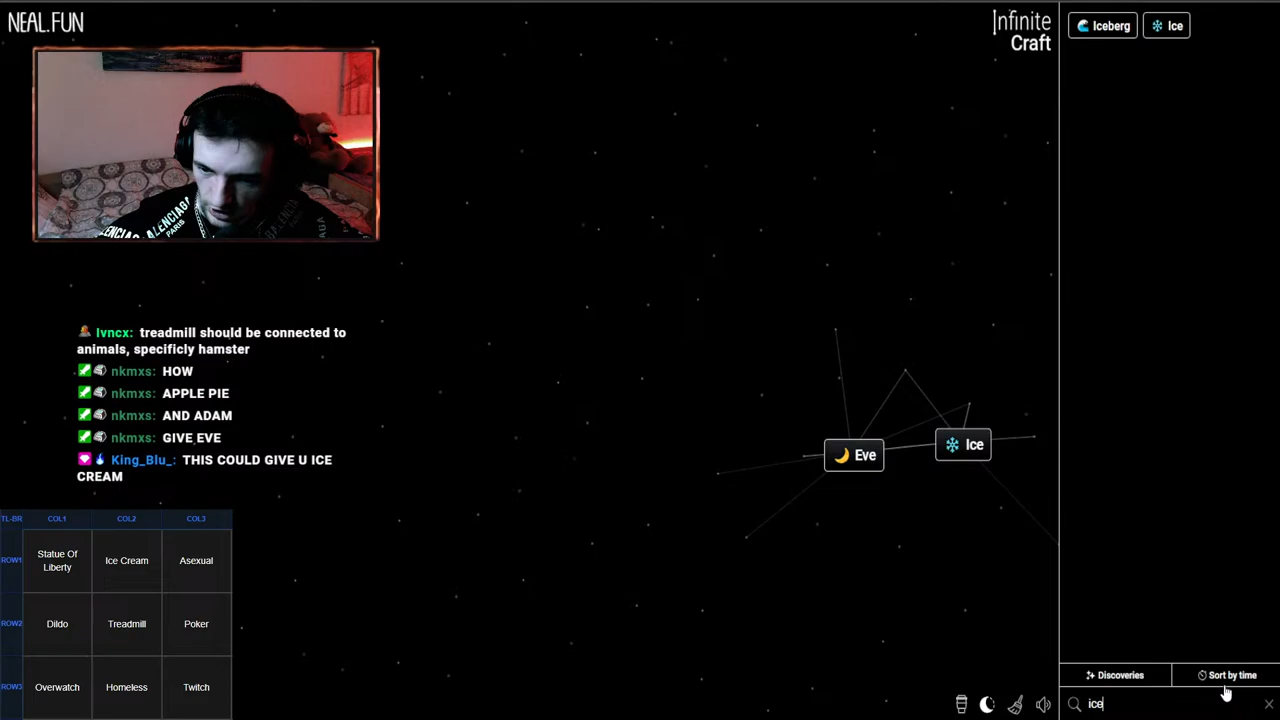 NEAL.FUN
Infinite
Craft
Iceberg
Ice
BALENCIAGA
PARIS
BALENCIAGA
lvncx: treadmill should be connected to
animals, specificly hamster
nkmxs: HOW
nkmxs: APPLE PIE
nkmxs: AND ADAM
nkmxs: GIVE EVE
King_Blu_: THIS COULD GIVE U ICE
CREAM
Eve
Ice
TL-BR COL1 COL2 COL3
ROW1 Statue Of Liberty Ice Cream Asexual
ROW2 Dildo Treadmill Poker
ROW3 Overwatch Homeless Twitch
Discoveries
Sort by time
ice